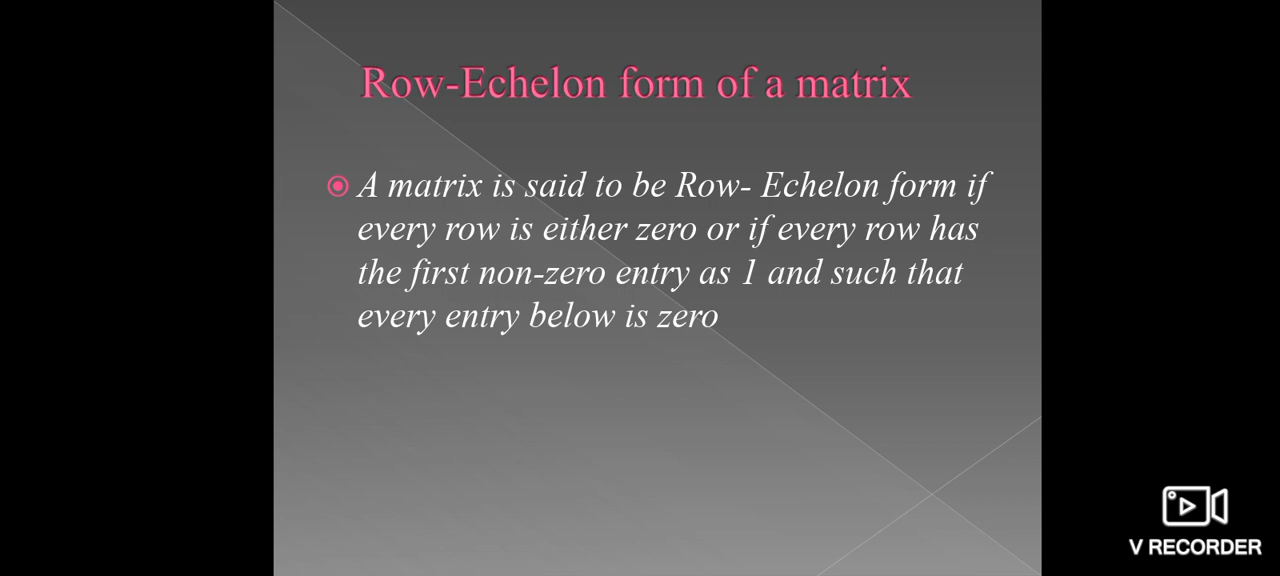 Row-Echelon form of a matrix
A matrix is said to be Row- Echelon form if
every row is either zero or if every row has
the first non-zero entry as 1 and such that
every entry below is zero
V RECORDER